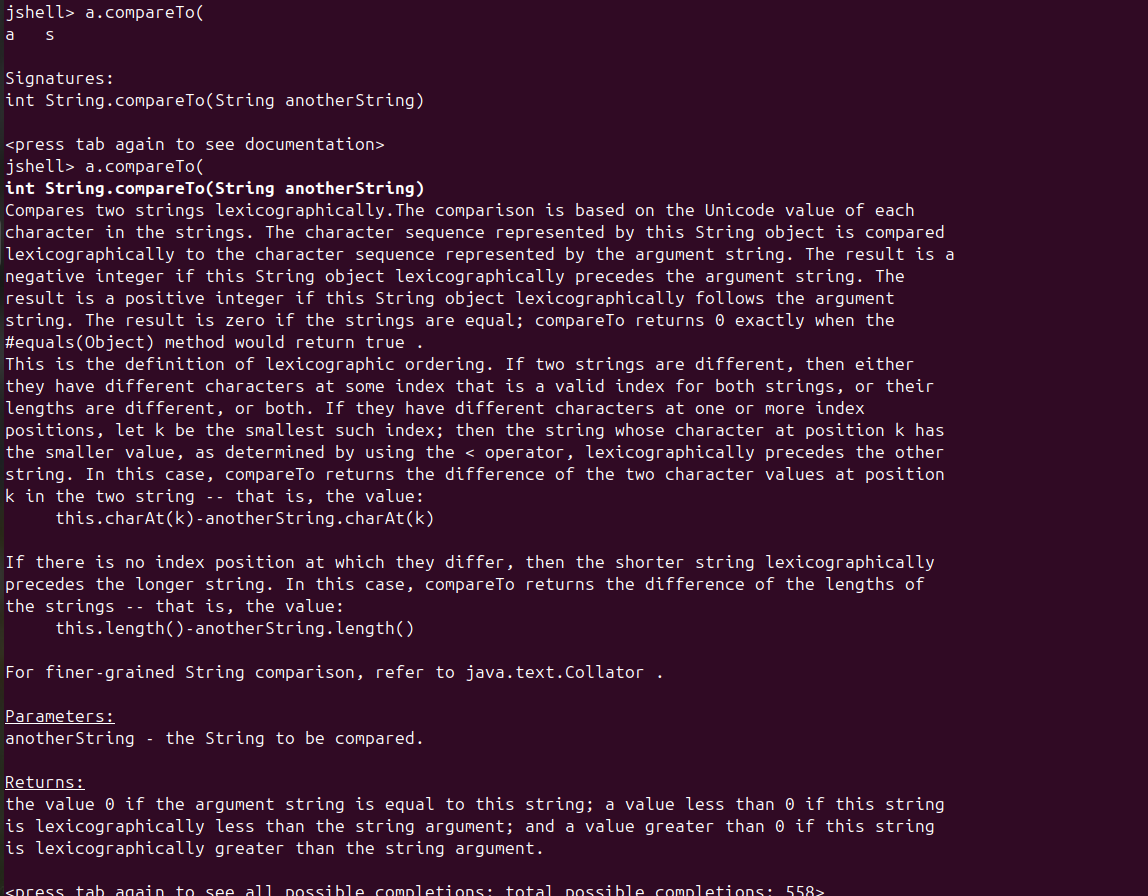 jshell> a.compareTo(
a   s
Signatures:
int String.compareTo(String anotherString)
<press tab again to see documentation>
jshell> a.compareTo(
int String.compareTo(String anotherString)
Compares two strings lexicographically.The comparison is based on the Unicode value of each
character in the strings. The character sequence represented by this String object is compared
lexicographically to the character sequence represented by the argument string. The result is a
negative integer if this String object lexicographically precedes the argument string. The
result is a positive integer if this String object lexicographically follows the argument
string. The result is zero if the strings are equal; compareTo returns 0 exactly when the
#equals(Object) method would return true .
This is the definition of lexicographic ordering. If two strings are different, then either
they have different characters at some index that is a valid index for both strings, or their
lengths are different, or both. If they have different characters at one or more index
positions, let k be the smallest such index; then the string whose character at position k has
the smaller value, as determined by using the < operator, lexicographically precedes the other
string. In this case, compareTo returns the difference of the two character values at position
k in the two string -- that is, the value:
     this.charAt(k)-anotherString.charAt(k)
If there is no index position at which they differ, then the shorter string lexicographically
precedes the longer string. In this case, compareTo returns the difference of the lengths of
the strings -- that is, the value:
     this.length()-anotherString.length()
For finer-grained String comparison, refer to java.text.Collator .
Parameters:
anotherString - the String to be compared.
Returns:
the value 0 if the argument string is equal to this string; a value less than 0 if this string
is lexicographically less than the string argument; and a value greater than 0 if this string
is lexicographically greater than the string argument.
<press tab again to see all possible completions; total possible completions: 558>